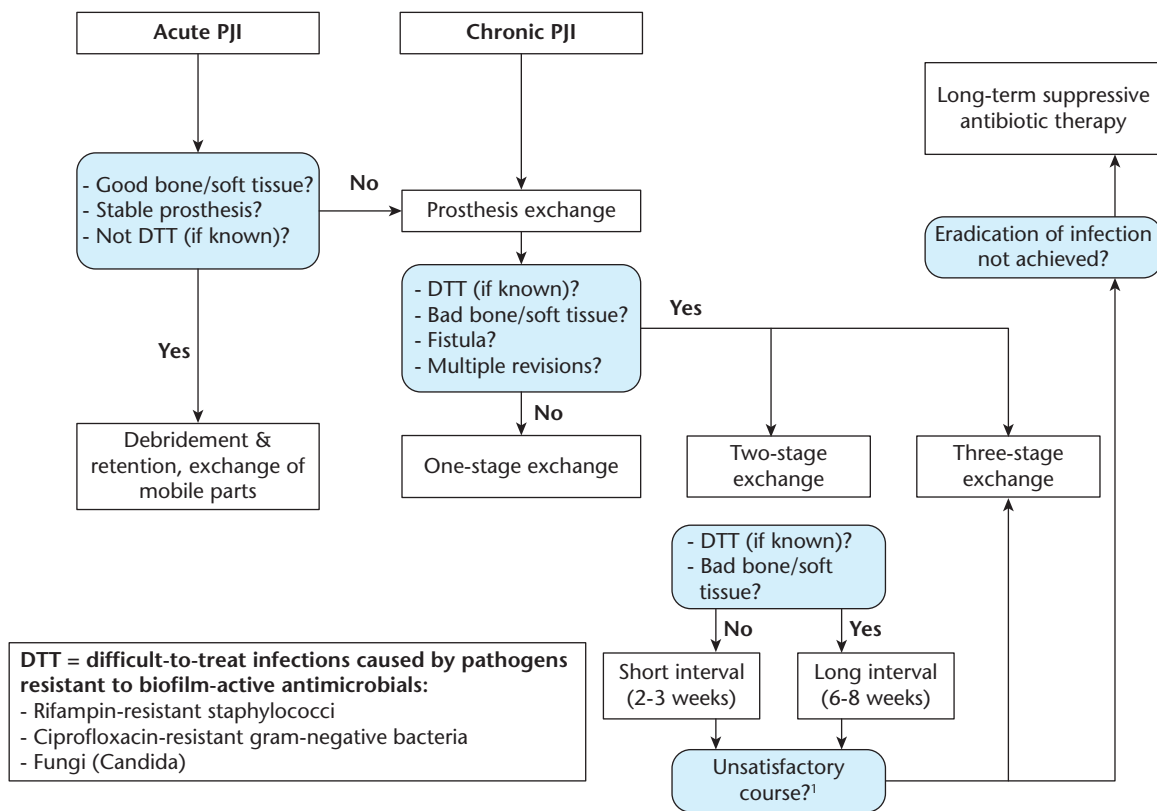 Acute PJI
Chronic PJI
Long-term suppressive
antibiotic therapy
- Good bone/soft tissue?
- Stable prosthesis?
- Not DTT (if known)?
No
Prosthesis exchange
Eradication of infection
not achieved?
- DTT (if known)?
- Bad bone/soft tissue?
- Fistula?
- Multiple revisions?
Yes
Yes
No
Debridement &
retention, exchange of
mobile parts
One-stage exchange
Two-stage
exchange
Three-stage
exchange
- DTT (if known)?
- Bad bone/soft
tissue?
No
Yes
Short interval
(2-3 weeks)
Long interval
(6-8 weeks)
DTT = difficult-to-treat infections caused by pathogens
resistant to biofilm-active antimicrobials:
- Rifampin-resistant staphylococci
- Ciprofloxacin-resistant gram-negative bacteria
- Fungi (Candida)
Unsatisfactory
course?¹